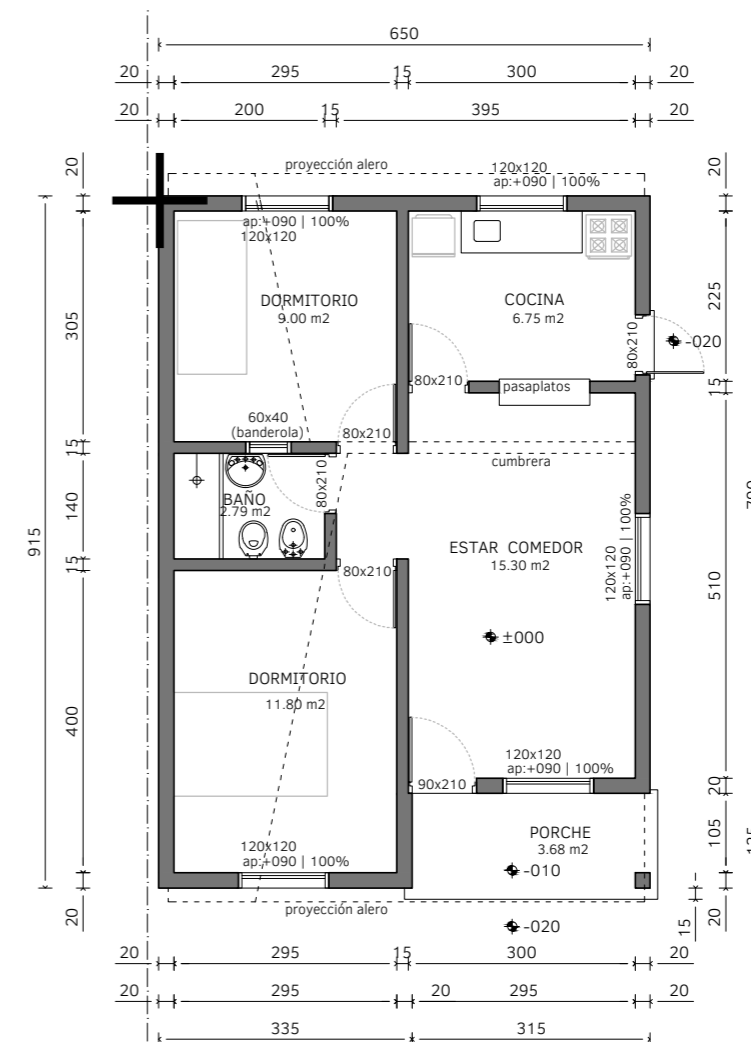 650
20 295 15 300 20
20 200 15 395 20
proyección alero
120x120
ap:+090 | 100%
ap:+090 | 100%
120x120
20
20
DORMITORIO
9.00 m2
COCINA
6.75 m2
225
305
80x210
-020
80x210
pasaplatos
15
60x40
(banderola)
80x210
15
cumbrera
80x210
BAÑO
2.79 m2
140
915
120x120
ap:+090 | 100%
ESTAR COMEDOR
15.30 m2
510
15
80x210
±000
DORMITORIO
11.80 m2
400
120x120
ap:+090 | 100%
90x210
20
PORCHE
3.68 m2
105
120x120
ap:+090 | 100%
-010
20
proyección alero
-020
15
20
20 295 15 300 20
20 295 20 295 20
335 315